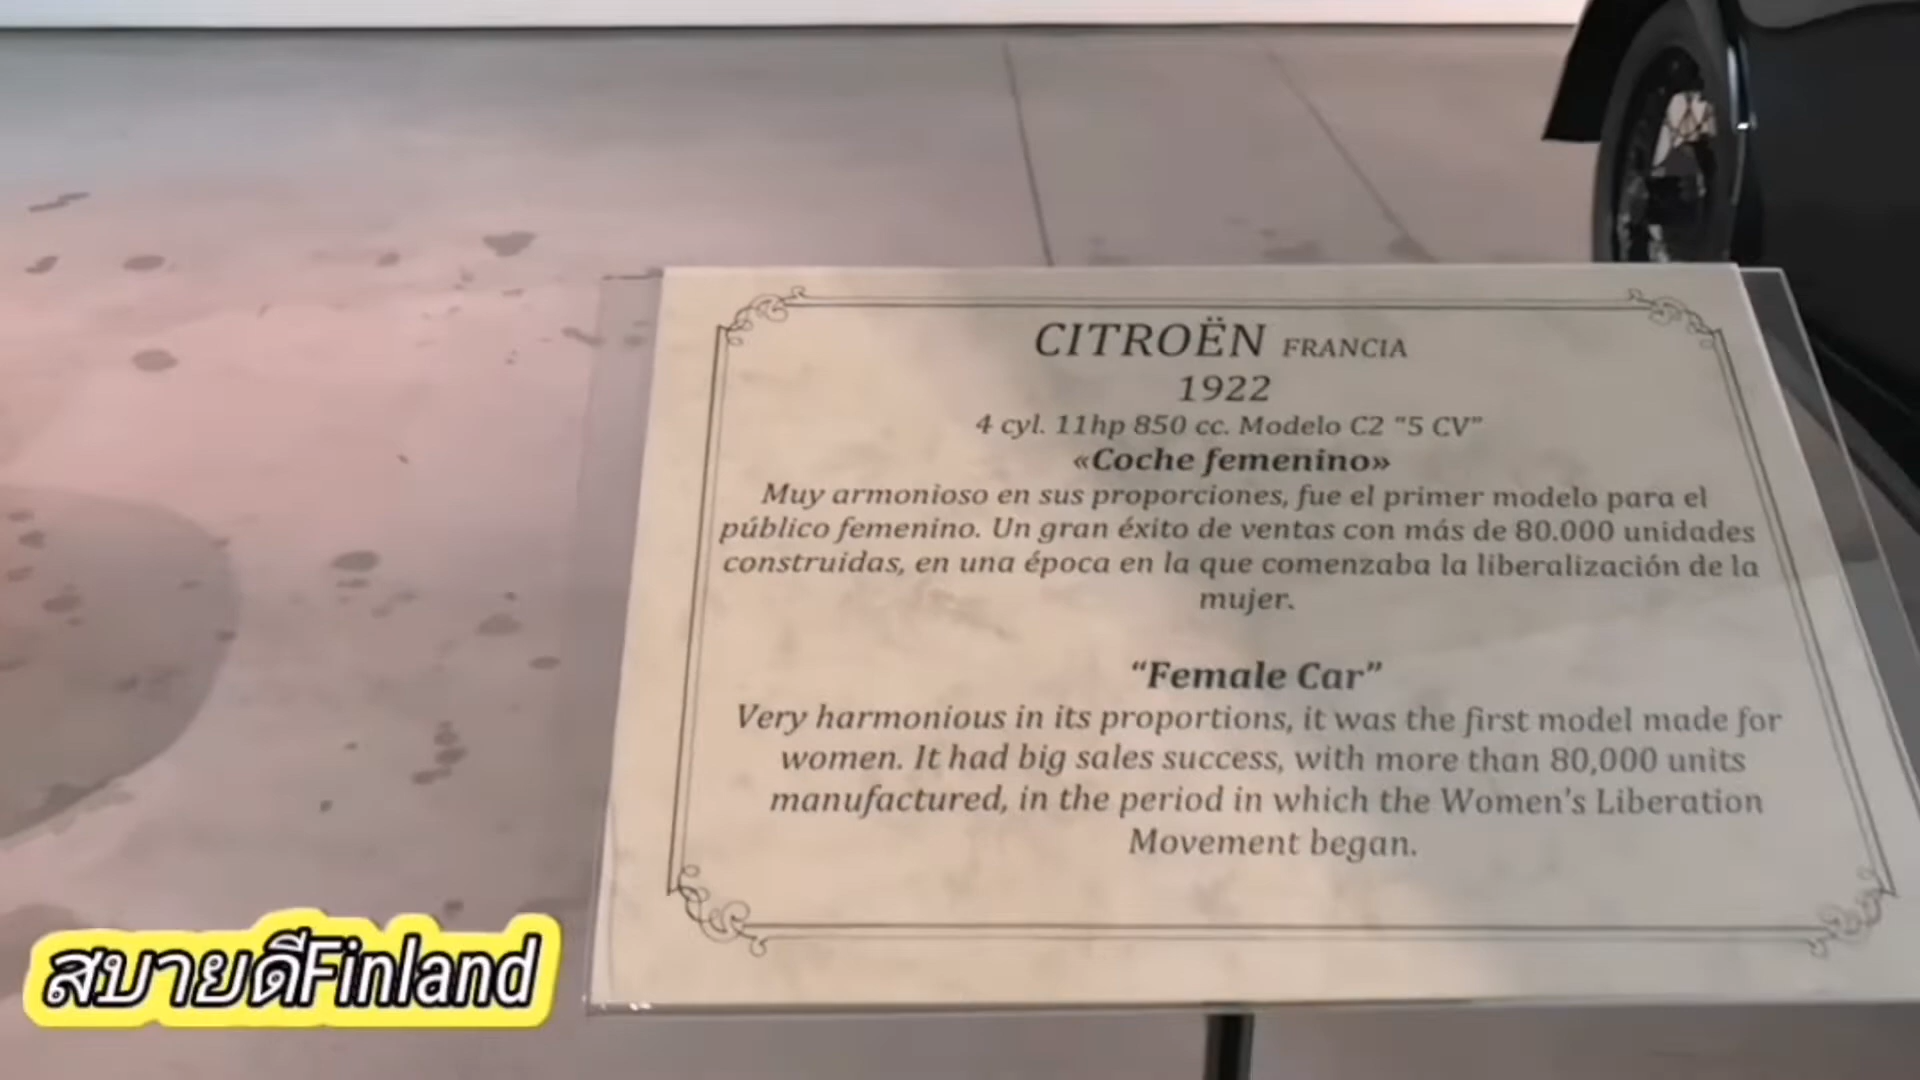 CITROËN FRANCIA
1922
4 cyl. 11hp 850 cc. Modelo C2 "5 CV"
«Coche femenino»
Muy armonioso en sus proporciones, fue el primer modelo para el
público femenino. Un gran éxito de ventas con más de 80.000 unidades
construidas, en una época en la que comenzaba la liberalización de la
mujer.
“Female Car”
Very harmonious in its proportions, it was the first model made for
women. It had big sales success, with more than 80,000 units
manufactured, in the period in which the Women's Liberation
Movement began.
สบายดีFinland